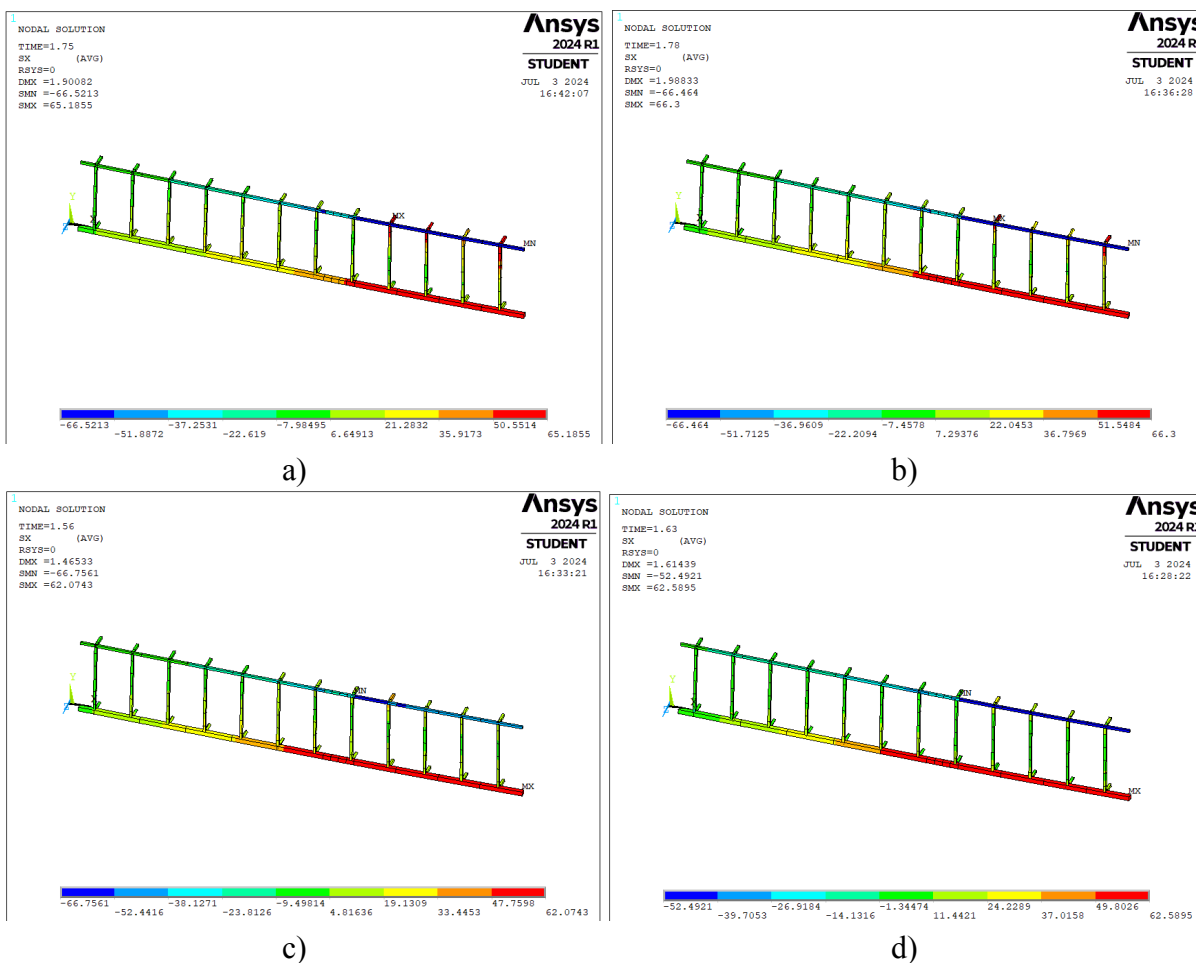 1
NODAL SOLUTION
TIME=1.75
SX (AVG)
RSYS=0
DMX=1.90082
SMN=-66.5213
SMX=65.1855
Ansys
2024 R1
STUDENT
JUL 3 2024
16:42:07
Y
Z
X
MX
MN
-66.5213 -37.2531 -7.98495 21.2832 50.5514
-51.8872 -22.619 6.64913 35.9173 65.1855
a)
1
NODAL SOLUTION
TIME=1.78
SX (AVG)
RSYS=0
DMX=1.98833
SMN=-66.464
SMX=66.3
Ansys
2024 R1
STUDENT
JUL 3 2024
16:36:28
Y
Z
X
MX
MN
-66.464 -36.9609 -7.4578 22.0453 51.5484
-51.7125 -22.2094 7.29376 36.7969 66.3
b)
1
NODAL SOLUTION
TIME=1.56
SX (AVG)
RSYS=0
DMX=1.46533
SMN=-66.7561
SMX=62.0743
Ansys
2024 R1
STUDENT
JUL 3 2024
16:33:21
Y
Z
X
MN
MX
-66.7561 -38.1271 -9.49814 19.1309 47.7598
-52.4416 -23.8126 4.81636 33.4453 62.0743
c)
1
NODAL SOLUTION
TIME=1.63
SX (AVG)
RSYS=0
DMX=1.61439
SMN=-52.4921
SMX=62.5895
Ansys
2024 R1
STUDENT
JUL 3 2024
16:28:22
Y
Z
X
MN
MX
-52.4921 -26.9184 -1.34474 24.2289 49.8026
-39.7053 -14.1316 11.4421 37.0158 62.5895
d)